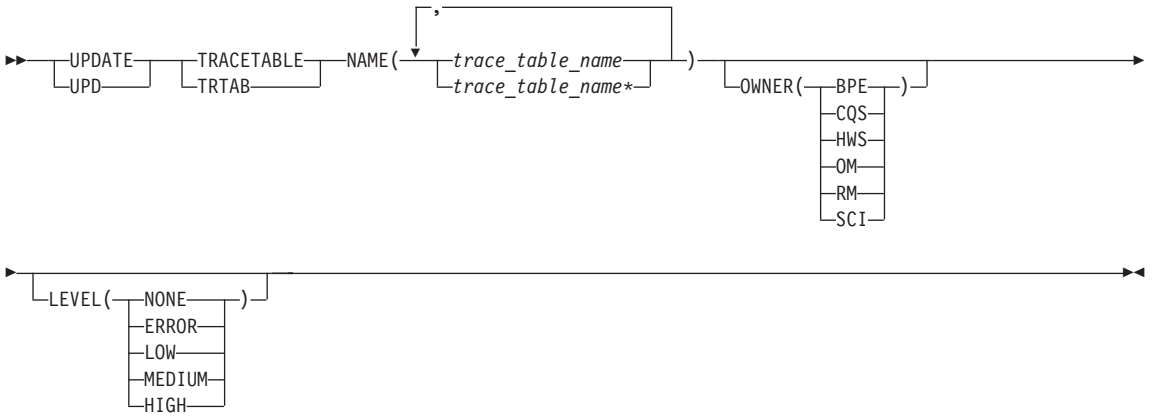 ,
UPDATE TRACETABLE NAME( trace_table_name )
UPD TRTAB trace_table_name* OWNER( BPE )
CQS
HWS
OM
RM
SCI
LEVEL( NONE )
ERROR
LOW
MEDIUM
HIGH